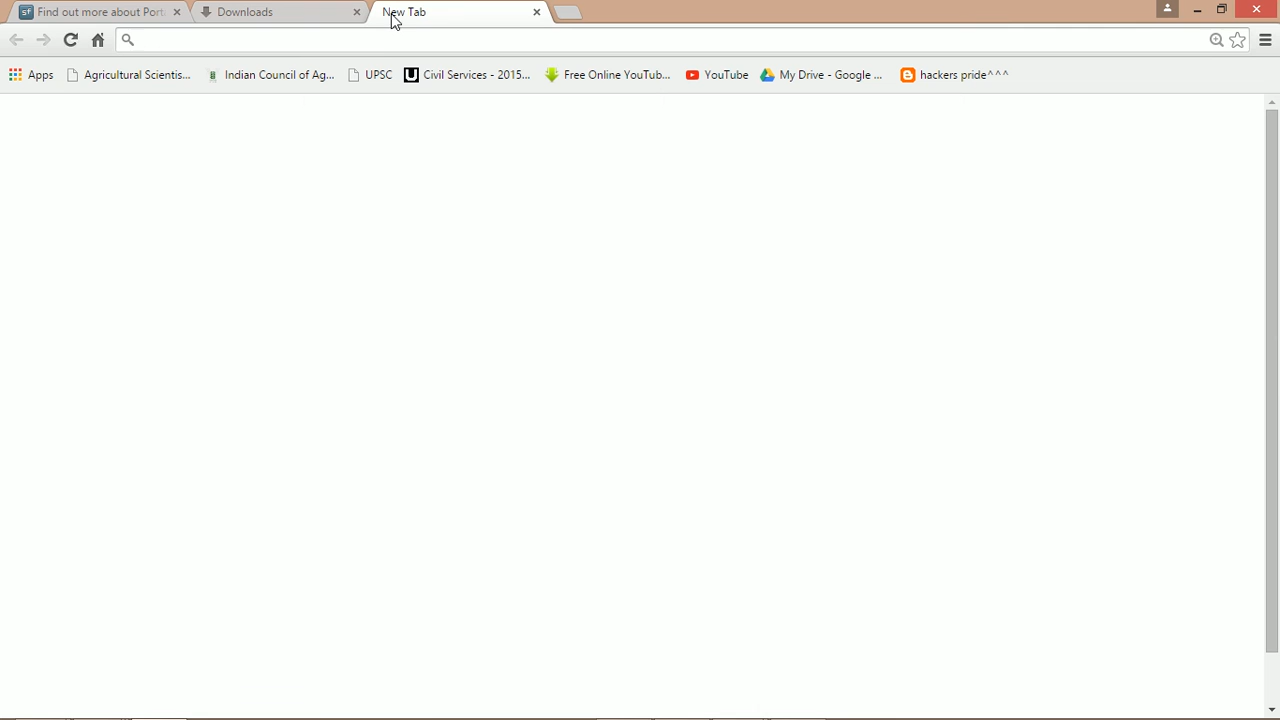 sf Find out more about Port
Downloads
New Tab
Apps
Agricultural Scientis...
Indian Council of Ag...
UPSC
U Civil Services - 2015...
Free Online YouTub...
YouTube
My Drive - Google ...
hackers pride^^^